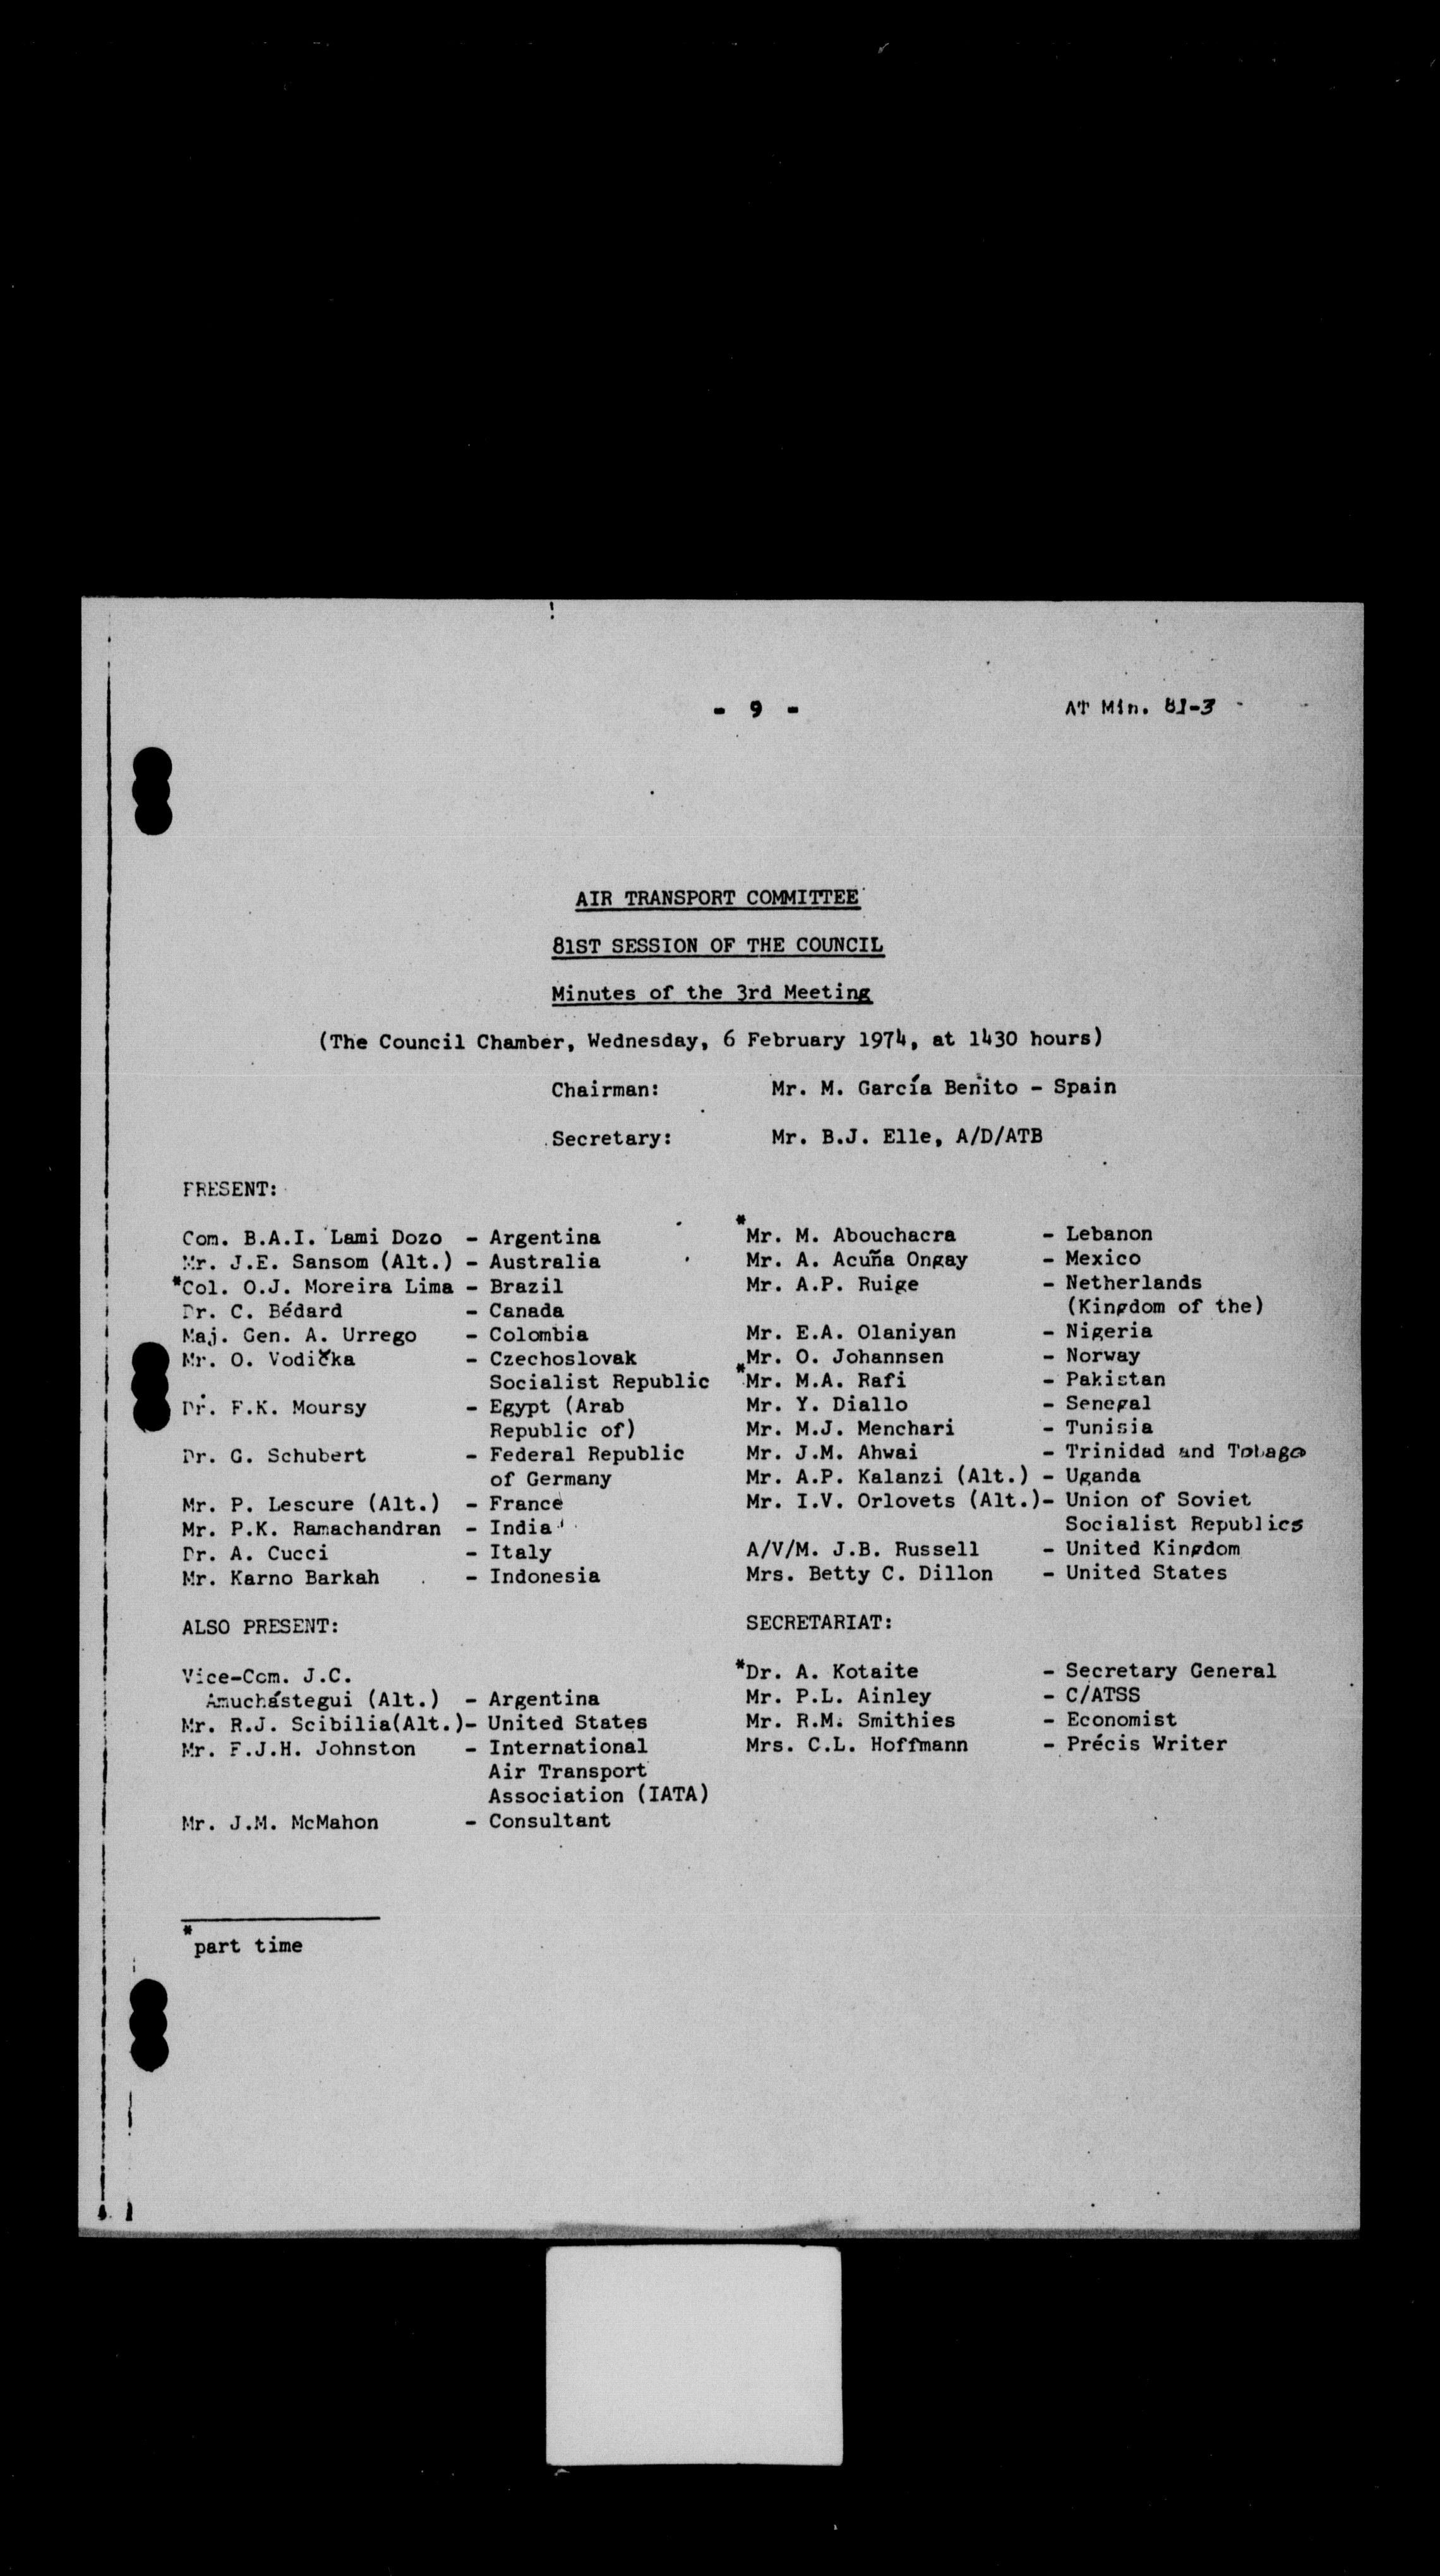 - 9 -
AT Min. 81-3
AIR TRANSPORT COMMITTEE
81ST SESSION OF THE COUNCIL
Minutes of the 3rd Meeting
(The Council Chamber, Wednesday, 6 February 1974, at 1430 hours)
Chairman: Mr. M. García Benito - Spain
Secretary: Mr. B.J. Elle, A/D/ATB
PRESENT:
Com. B.A.I. Lami Dozo - Argentina
Mr. J.E. Sansom (Alt.) - Australia
*Col. O.J. Moreira Lima - Brazil
Dr. C. Bédard - Canada
Maj. Gen. A. Urrego - Colombia
Mr. O. Vodička - Czechoslovak
Socialist Republic
Dr. F.K. Moursy - Egypt (Arab
Republic of)
Dr. G. Schubert - Federal Republic
of Germany
Mr. P. Lescure (Alt.) - France
Mr. P.K. Ramachandran - India
Dr. A. Cucci - Italy
Mr. Karno Barkah - Indonesia
*Mr. M. Abouchacra - Lebanon
Mr. A. Acuña Ongay - Mexico
Mr. A.P. Ruige - Netherlands
(Kingdom of the)
Mr. E.A. Olaniyan - Nigeria
Mr. O. Johannsen - Norway
*Mr. M.A. Rafi - Pakistan
Mr. Y. Diallo - Senegal
Mr. M.J. Menchari - Tunisia
Mr. J.M. Ahwai - Trinidad and Tobago
Mr. A.P. Kalanzi (Alt.) - Uganda
Mr. I.V. Orlovets (Alt.)- Union of Soviet
Socialist Republics
A/V/M. J.B. Russell - United Kingdom
Mrs. Betty C. Dillon - United States
ALSO PRESENT:
Vice-Com. J.C.
Amuchástegui (Alt.) - Argentina
Mr. R.J. Scibilia(Alt.)- United States
Mr. F.J.H. Johnston - International
Air Transport
Association (IATA)
Mr. J.M. McMahon - Consultant
SECRETARIAT:
*Dr. A. Kotaite - Secretary General
Mr. P.L. Ainley - C/ATSS
Mr. R.M. Smithies - Economist
Mrs. C.L. Hoffmann - Précis Writer
*part time